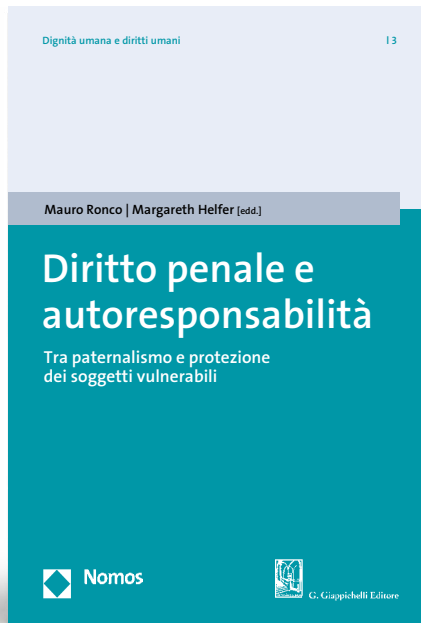 Dignità umana e diritti umani | 3
Mauro Ronco | Margareth Helfer [edd.]
Diritto penale e
autoresponsabilità
Tra paternalismo e protezione
dei soggetti vulnerabili
Nomos
G. Giappichelli Editore